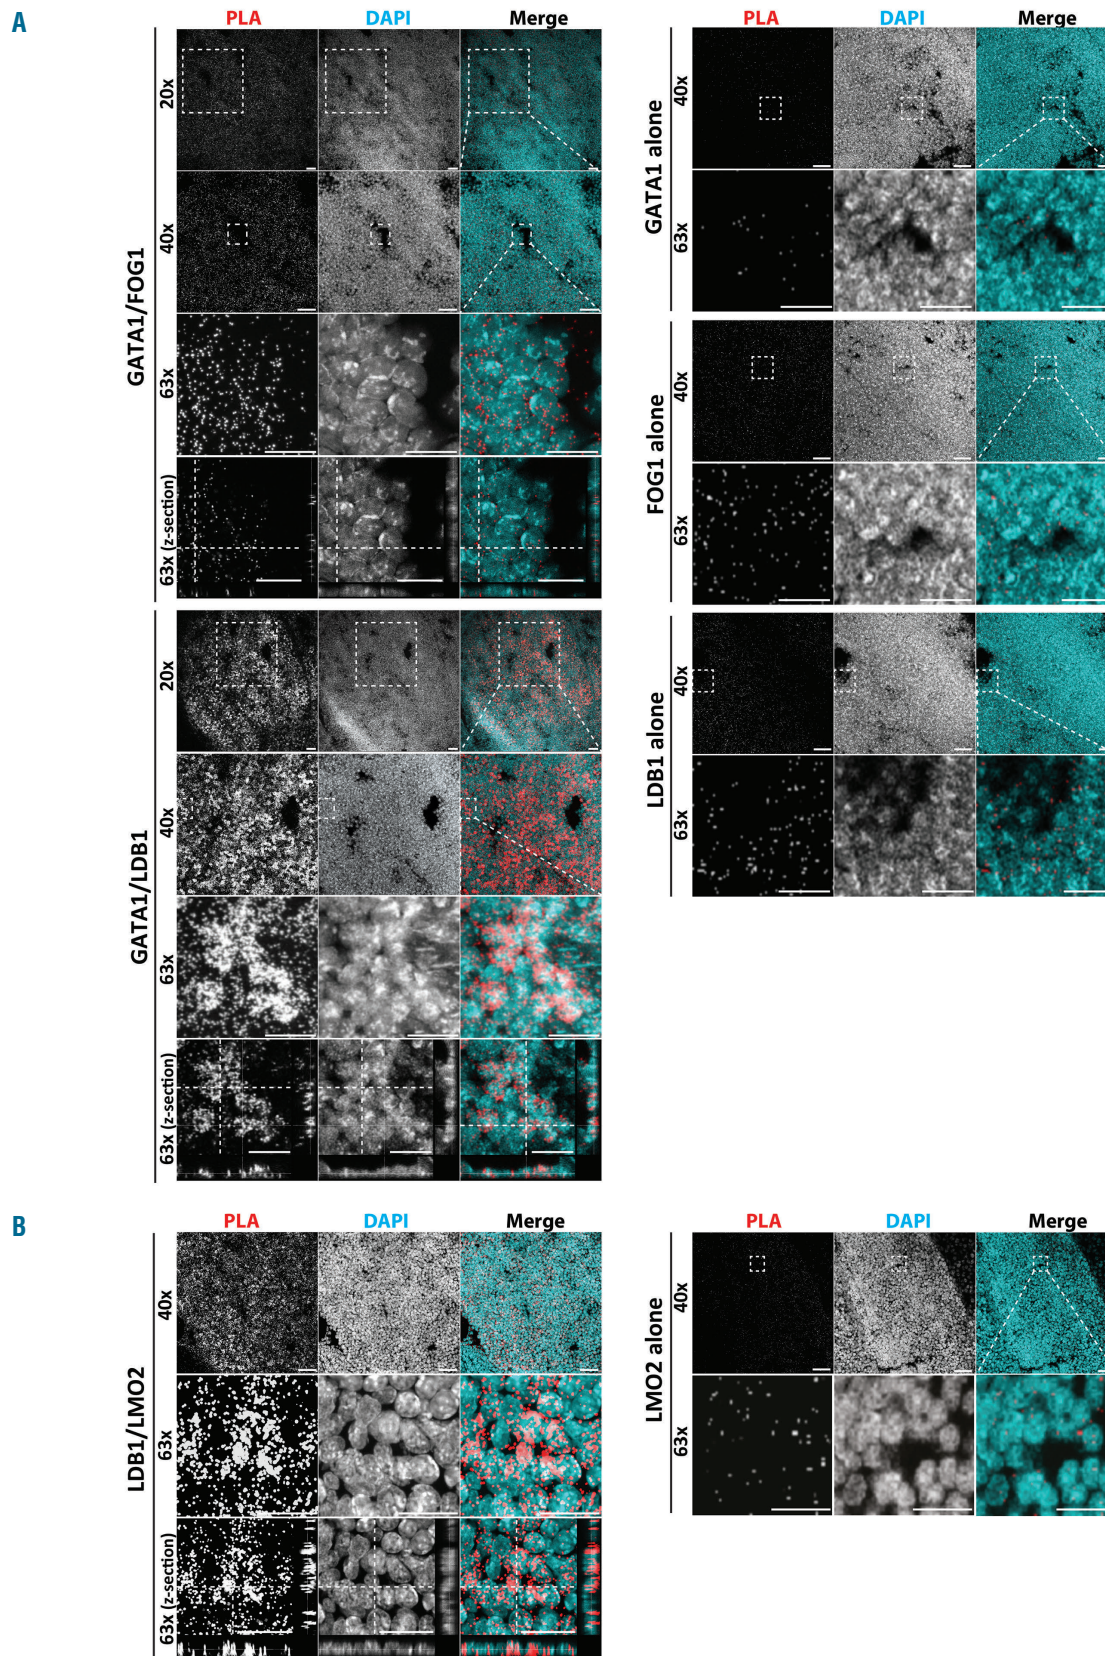 A
PLA DAPI Merge
GATA1/FOG1
20x
40x
63x
63x (z-section)
GATA1/LDB1
20x
40x
63x
63x (z-section)
PLA DAPI Merge
GATA1 alone
40x
63x
FOG1 alone
40x
63x
LDB1 alone
40x
63x
B
PLA DAPI Merge
LDB1/LMO2
40x
63x
63x (z-section)
PLA DAPI Merge
LMO2 alone
40x
63x